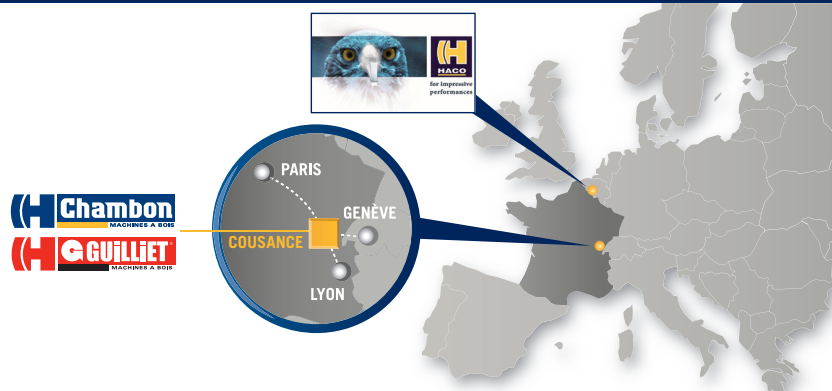 HACO
for impressive
performances
PARIS
GENÈVE
COUSANCE
LYON
Chambon
MACHINES A BOIS
GUILLIET
MACHINES A BOIS